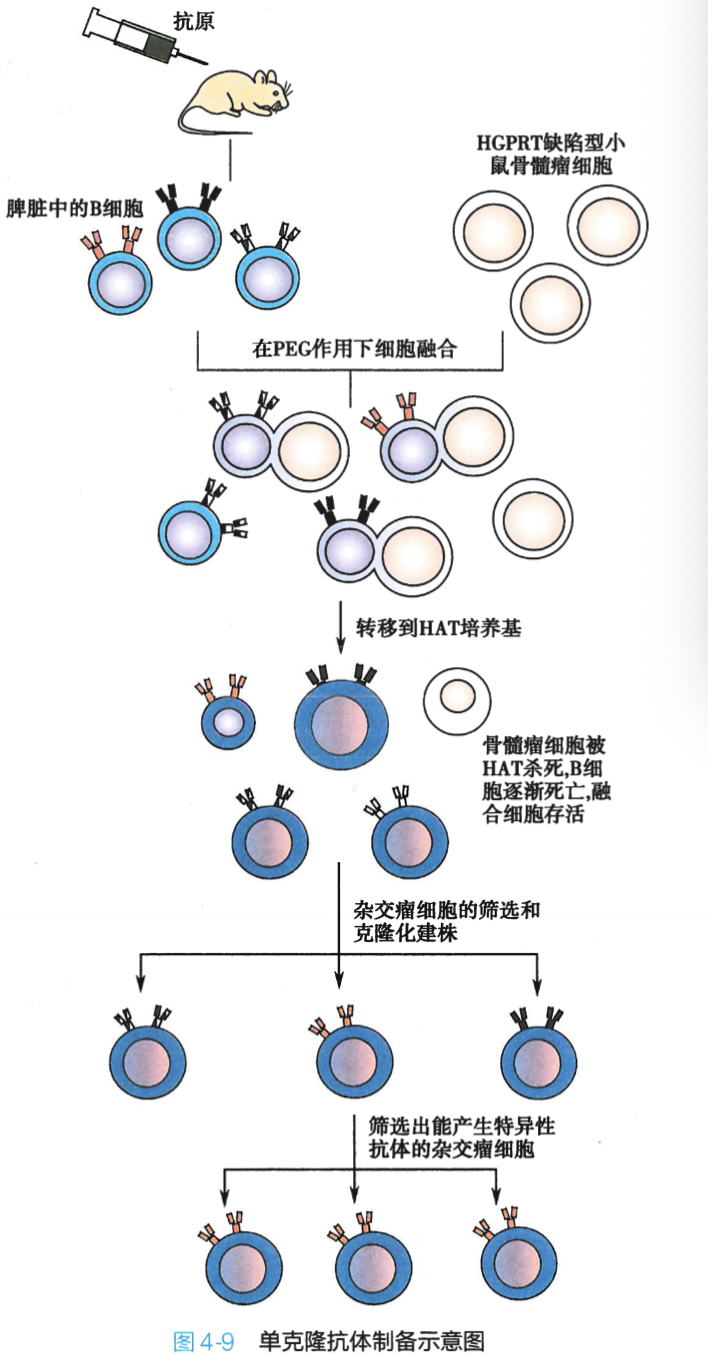 抗原
HGPRT缺陷型小
鼠骨髓瘤细胞
脾脏中的B细胞
在PEG作用下细胞融合
转移到HAT培养基
骨髓瘤细胞被
HAT杀死,B细
胞逐渐死亡,融
合细胞存活
杂交瘤细胞的筛选和
克隆化建株
筛选出能产生特异性
抗体的杂交瘤细胞
图 4-9 单克隆抗体制备示意图